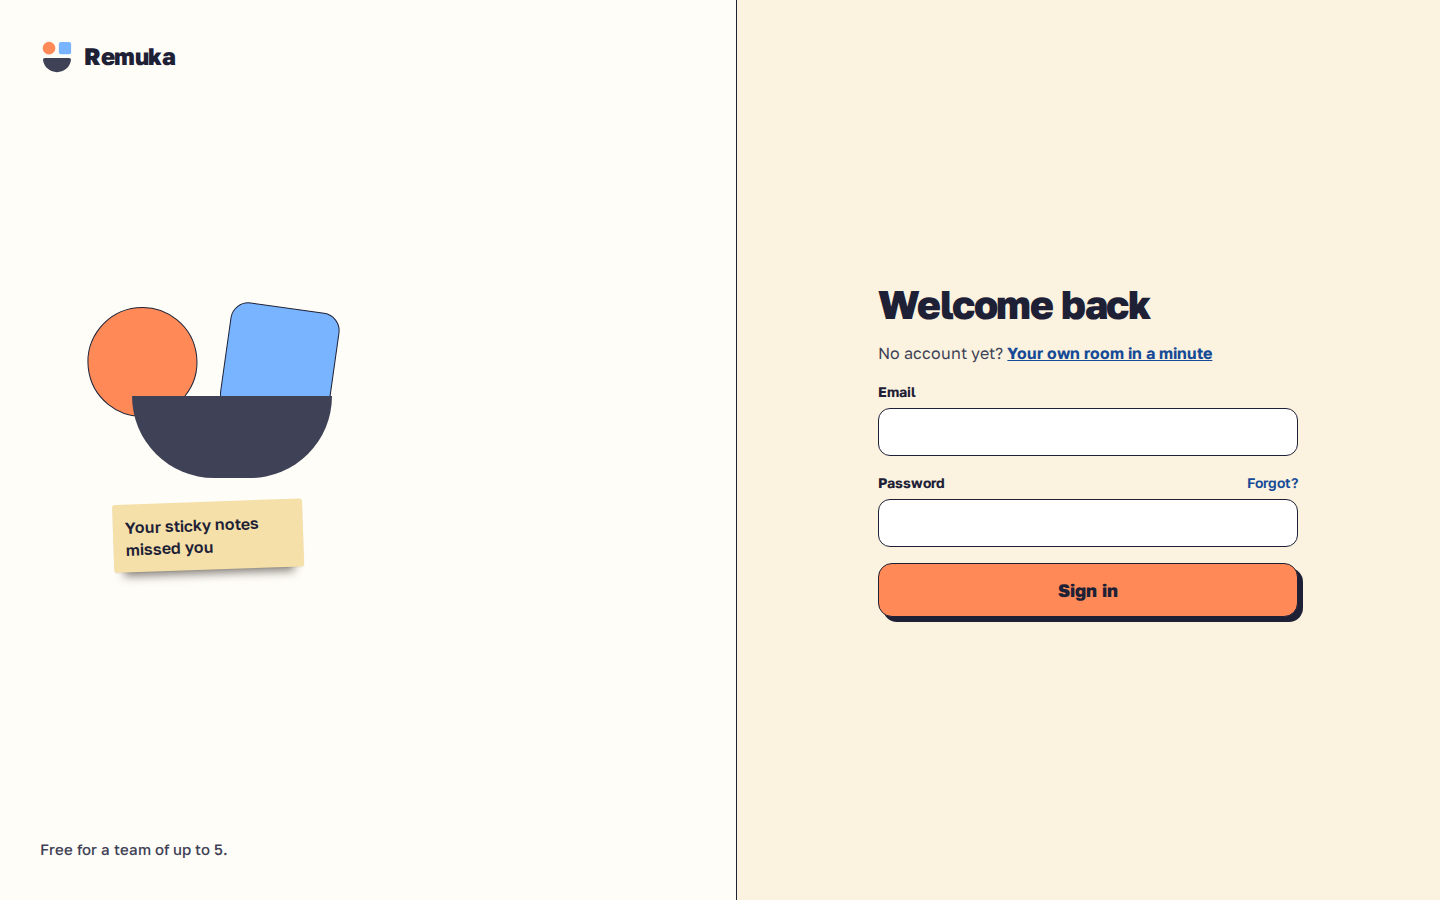 Remuka
Your sticky notes
missed you
Free for a team of up to 5.
Welcome back
No account yet? Your own room in a minute
Email
Password Forgot?
Sign in